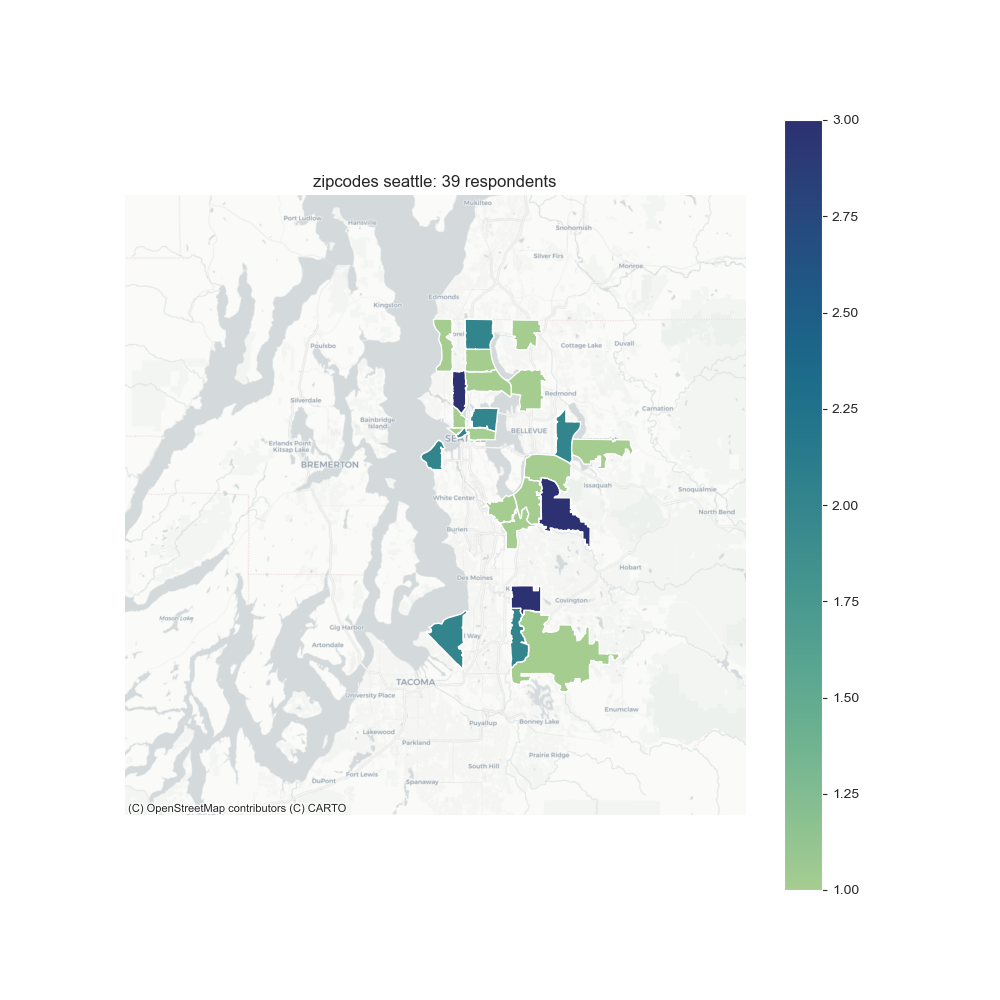 zipcodes seattle: 39 respondents
Mukilteo
Port Ludlow
Hansville
Snohomish
Silver Firs
Monroe
Edmonds
Kingston
Poulsbo
Cottage Lake
Duvall
Silverdale
Redmond
Carnation
Bainbridge
Island
BELLEVUE
Erlands Point
Kitsap Lake
BREMERTON
Issaquah
Snoqualmie
White Center
North Bend
Burien
Hobart
Des Moines
Covington
Gig Harbor
Artondale
Way
TACOMA
University Place
Enumclaw
Puyallup
Bonney Lake
Lakewood
Parkland
Prairie Ridge
South Hill
Fort Lewis
DuPont
Spanaway
(C) OpenStreetMap contributors (C) CARTO
3.00
2.75
2.50
2.25
2.00
1.75
1.50
1.25
1.00